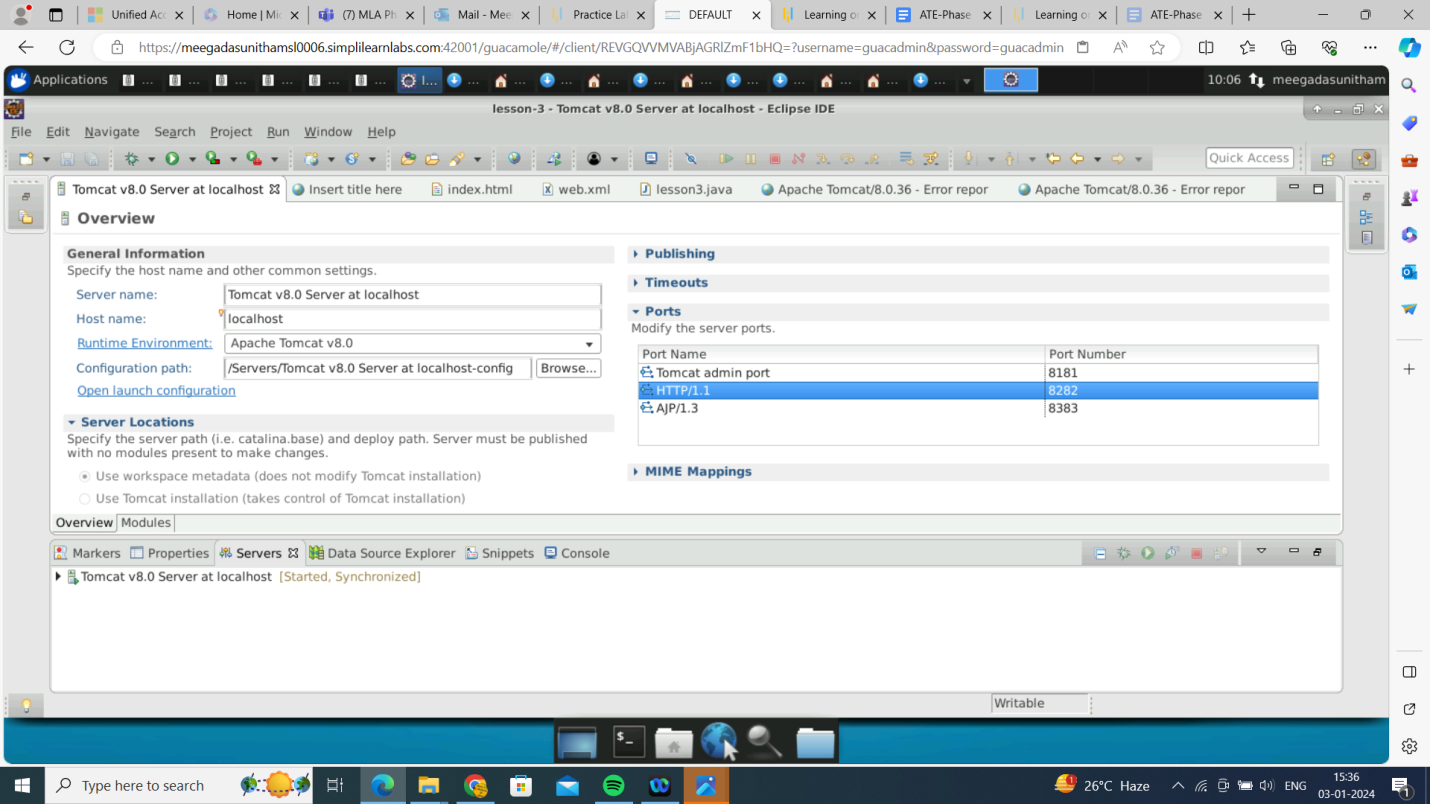 Unified Acc
Home | Mic
(7) MLA Ph
Mail - Mee
Practice La
DEFAULT
Learning o
ATE-Phase
Learning o
ATE-Phase
https://meegadasunithamsl0006.simplilearnlabs.com:42001/guacamole/#/client/REVGQVVMVABjAGRlZmF1bHQ=?username=guacadmin&password=guacadmin
Applications
I...
10:06
meegadasunitham
lesson-3 - Tomcat v8.0 Server at localhost - Eclipse IDE
File Edit Navigate Search Project Run Window Help
Quick Access
Tomcat v8.0 Server at localhost
Insert title here
index.html
web.xml
lesson3.java
Apache Tomcat/8.0.36 - Error repor
Apache Tomcat/8.0.36 - Error repor
Overview
General Information
Specify the host name and other common settings.
Server name: Tomcat v8.0 Server at localhost
Host name: localhost
Runtime Environment: Apache Tomcat v8.0
Configuration path: /Servers/Tomcat v8.0 Server at localhost-config Browse...
Open launch configuration
Server Locations
Specify the server path (i.e. catalina.base) and deploy path. Server must be published
with no modules present to make changes.
Use workspace metadata (does not modify Tomcat installation)
Use Tomcat installation (takes control of Tomcat installation)
Publishing
Timeouts
Ports
Modify the server ports.
Port Name Port Number
Tomcat admin port 8181
HTTP/1.1 8282
AJP/1.3 8383
MIME Mappings
Overview Modules
Markers Properties Servers Data Source Explorer Snippets Console
Tomcat v8.0 Server at localhost [Started, Synchronized]
Writable
Type here to search
26°C Haze
ENG
15:36
03-01-2024